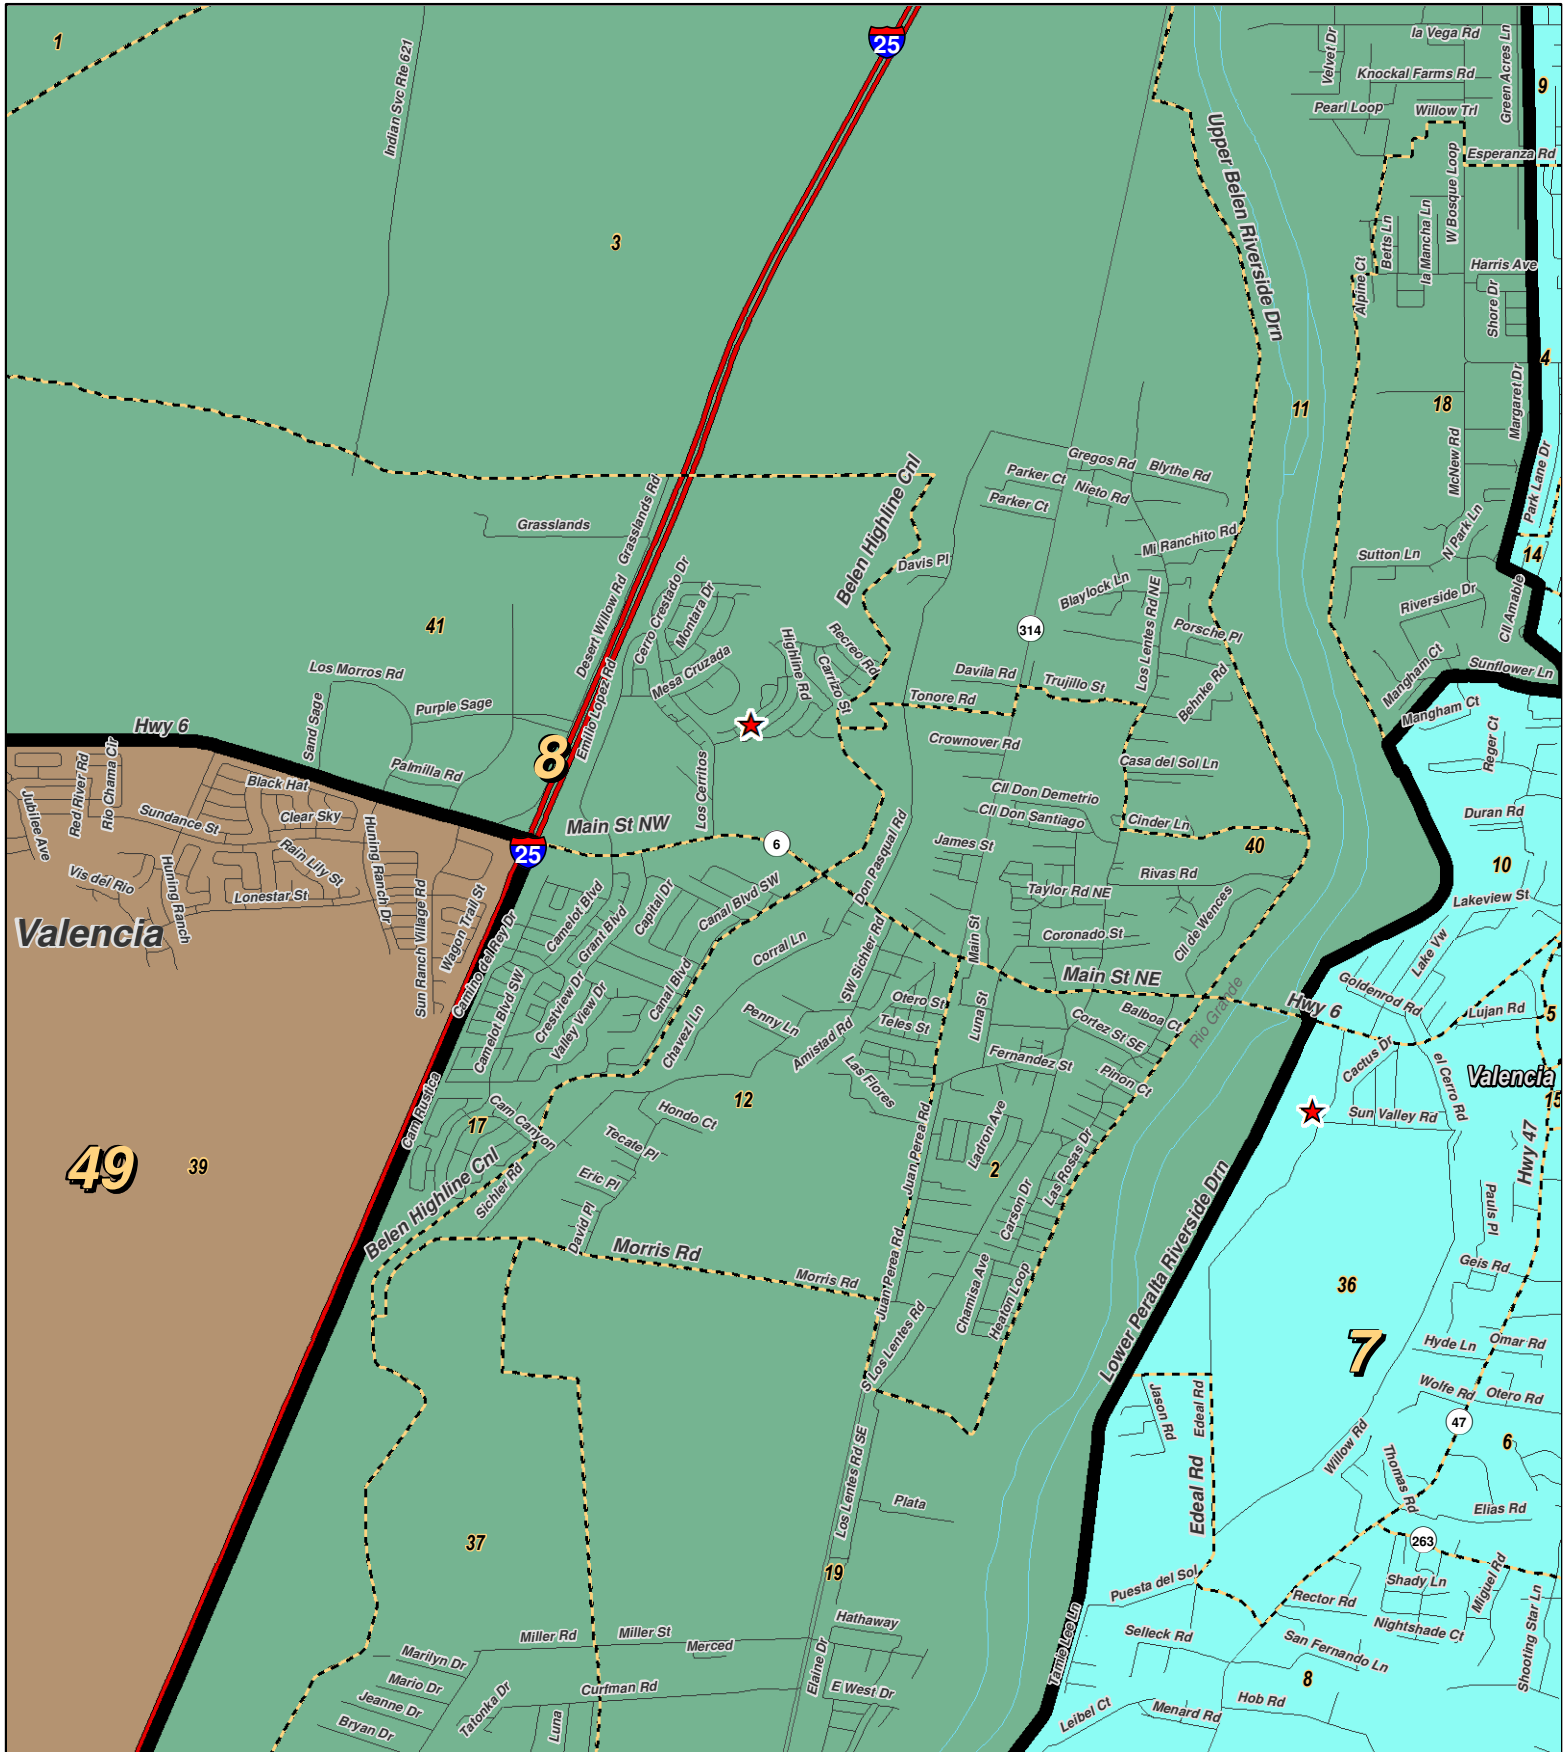 1
Indian Svc Rte 621
25
3
Upper Belen Riverside Drn
Velvet Dr
la Vega Rd
Green Acres Ln
Knockal Farms Rd
9
Pearl Loop
Willow Trl
Esperanza Rd
W Bosque Loop
Betts Ln
la Mancha Ln
Alpine Ct
Harris Ave
Shore Dr
4
11
18
Margaret Dr
McNew Rd
Park Lane Dr
Gregos Rd
Blythe Rd
Parker Ct
Nieto Rd
Parker Ct
Belen Highline Cnl
Grasslands Rd
Grasslands
Mi Ranchito Rd
N Park Ln
Sutton Ln
14
Davis Pl
Desert Willow Rd
Cerro Crestado Dr
Montara Dr
Blaylock Ln
Los Lentes Rd NE
Riverside Dr
Cll Amable
41
314
Porsche Pl
Highline Rd
Recreo Rd
Carrizo St
Mesa Cruzada
Los Morros Rd
Emilio Lopez Rd
Davila Rd
Trujillo St
Behnke Rd
Mangham Ct
Sunflower Ln
Sand Sage
Purple Sage
Tonore Rd
Mangham Ct
Hwy 6
8
Crownover Rd
Reger Ct
Red River Rd
Rio Chama Cir
Palmilla Rd
Casa del Sol Ln
Black Hat
Los Cerritos
Cll Don Demetrio
Jubilee Ave
Sundance St
Clear Sky
Main St NW
Cll Don Santiago
Cinder Ln
Duran Rd
Huning Ranch Dr
25
6
Don Pasqual Rd
James St
40
Rain Lily St
10
Vis del Rio
Huning Ranch
Lonestar St
Rivas Rd
Taylor Rd NE
Lakeview St
Valencia
Sun Ranch Village Rd
Wagon Trail St
Camino del Rey Dr
Camelot Blvd
Grant Blvd
Capital Dr
Canal Blvd SW
Corral Ln
SW Sichler Rd
Main St
Coronado St
Cll de Wences
Lake Vw
Camelot Blvd SW
Crestview Dr
Valley View Dr
Canal Blvd
Main St NE
Goldenrod Rd
Hwy 6
Otero St
Luna St
Balboa Ct
Rio Grande
Lujan Rd
5
Chavez Ln
Penny Ln
Amistad Rd
Teles St
Cortez St SE
Fernandez St
Cactus Dr
el Cerro Rd
Valencia
Las Flores
Pinon Ct
15
Cam Rustica
12
Cam Canyon
17
Hondo Ct
Sun Valley Rd
Juan Perea Rd
Ladron Ave
Tecate Pl
Hwy 47
49
39
Belen Highline Cnl
Sichler Rd
Eric Pl
2
Las Rosas Dr
Carson Dr
Lower Peralta Riverside Drn
Pauls Pl
David Pl
Morris Rd
Morris Rd
Juan Perea Rd
Chamisa Ave
Heaton Loop
36
Geis Rd
S Los Lentes Rd
7
Hyde Ln
Omar Rd
Jason Rd
Edeal Rd
Wolfe Rd
Otero Rd
47
6
Los Lentes Rd SE
Willow Rd
Thomas Rd
Edeal Rd
Plata
Elias Rd
37
263
19
Puesta del Sol
Shady Ln
Miguel Rd
Rector Rd
Shooting Star Ln
Hathaway
Nightshade Ct
Tamie Lee Ln
Miller Rd
Miller St
Merced
Selleck Rd
San Fernando Ln
Marilyn Dr
Elaine Dr
8
Mario Dr
Curfman Rd
E West Dr
Jeanne Dr
Tatonka Dr
Luna
Leibel Ct
Menard Rd
Hob Rd
Bryan Dr